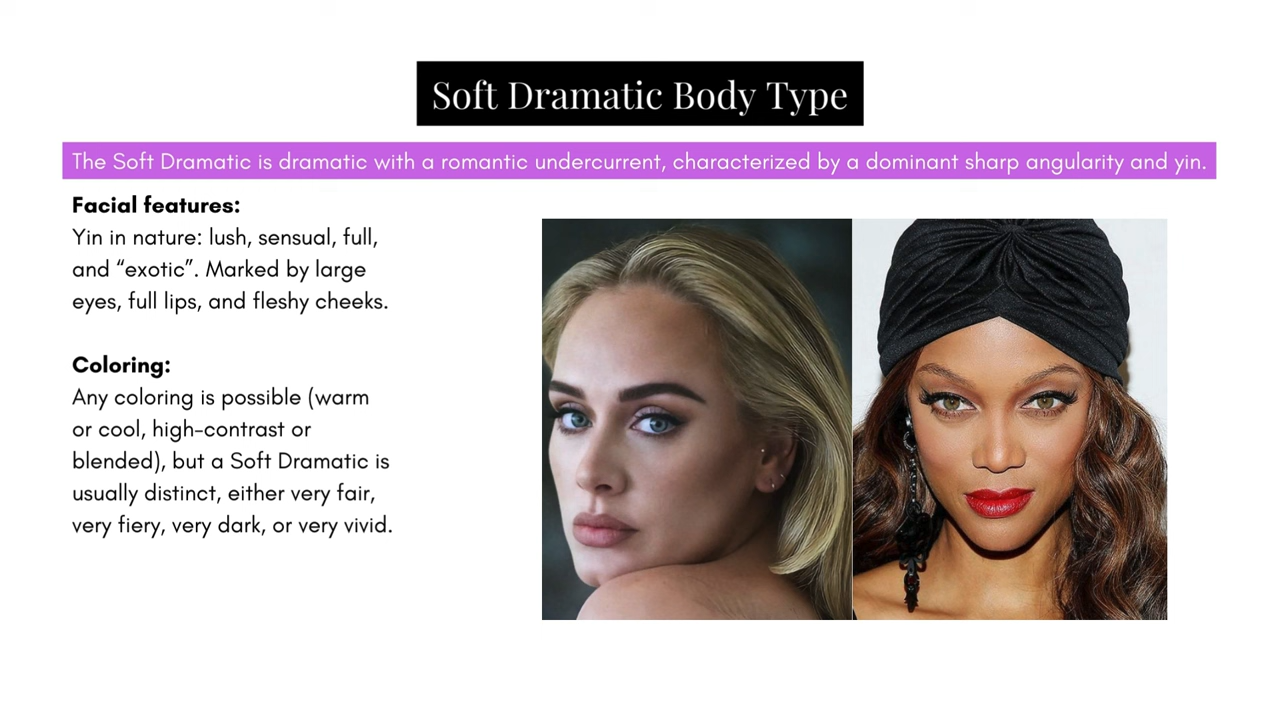 Soft Dramatic Body Type
The Soft Dramatic is dramatic with a romantic undercurrent, characterized by a dominant sharp angularity and yin.
Facial features:
Yin in nature: lush, sensual, full,
and “exotic”. Marked by large
eyes, full lips, and fleshy cheeks.
Coloring:
Any coloring is possible (warm
or cool, high-contrast or
blended), but a Soft Dramatic is
usually distinct, either very fair,
very fiery, very dark, or very vivid.